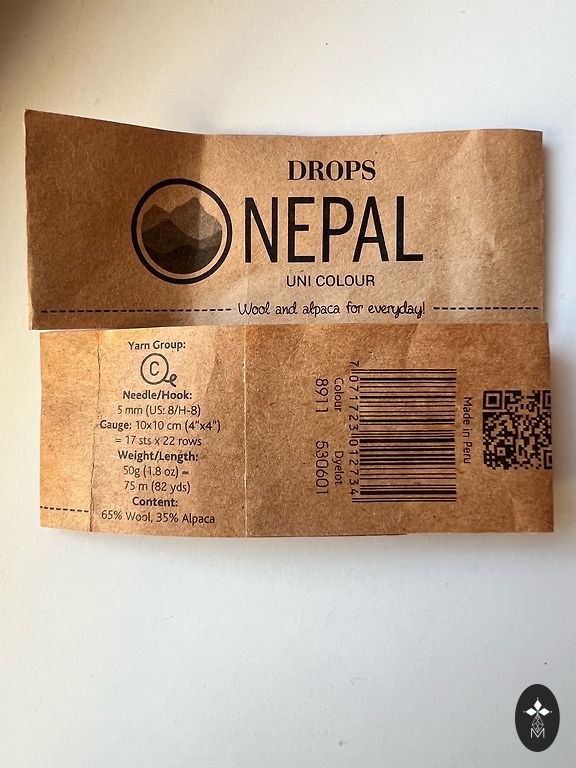 DROPS
NEPAL
UNI COLOUR
Wool and alpaca for everyday!
Yarn Group:
C
Needle/Hook:
5 mm (US: 8/H-8)
Gauge: 10x10 cm (4"x4")
= 17 sts x 22 rows
Weight/Length:
50g (1.8 oz) =
75 m (82 yds)
Content:
65% Wool, 35% Alpaca
Made in Peru
7 071723 012734
Colour Dyelot
8911 530601
M